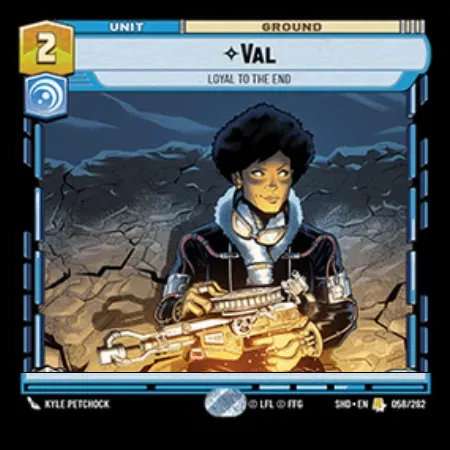 UNIT
GROUND
2
VAL
LOYAL TO THE END
KYLE PETCHOCK
© LFL © FFG
SHD • EN
058/262